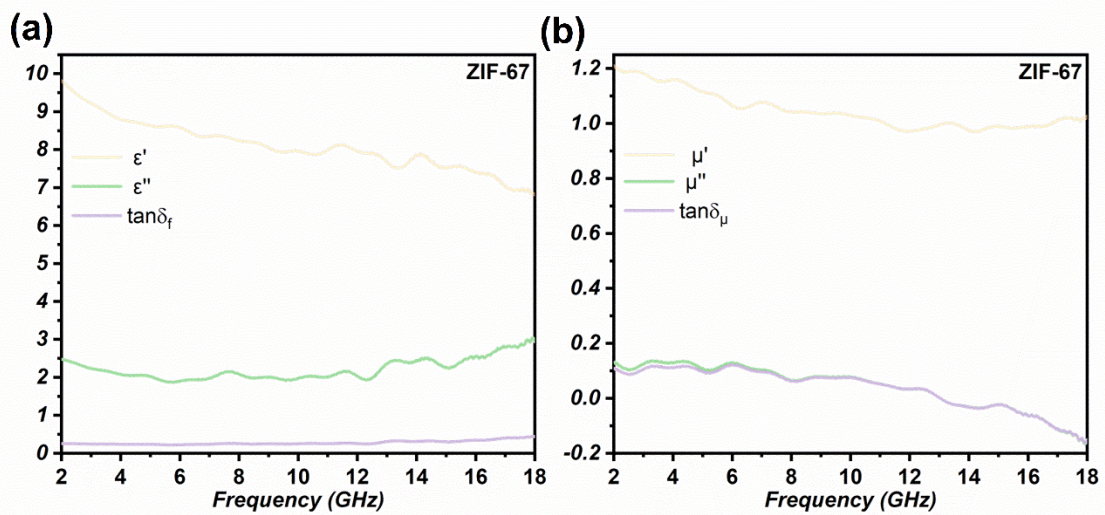 (a)
ZIF-67
10
9
8
7
6
5
4
3
2
1
0
ε'
ε''
tanδf
2 4 6 8 10 12 14 16 18
Frequency (GHz)
(b)
ZIF-67
1.2
1.0
0.8
0.6
0.4
0.2
0.0
-0.2
μ'
μ''
tanδμ
2 4 6 8 10 12 14 16 18
Frequency (GHz)